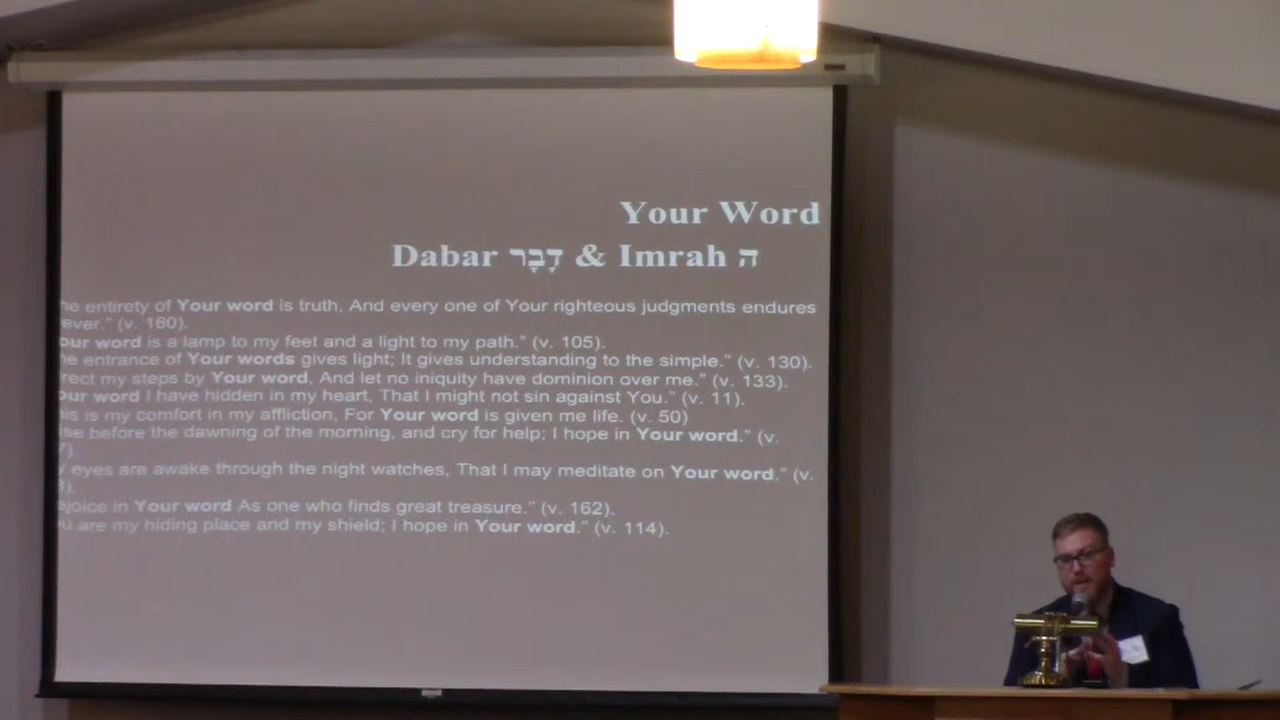 Your Word
Dabar דָּבָר & Imrah ה
he entirety of Your word is truth, And every one of Your righteous judgments endures
ever." (v. 160).
our word is a lamp to my feet and a light to my path." (v. 105).
he entrance of Your words gives light; It gives understanding to the simple." (v. 130).
rect my steps by Your word, And let no iniquity have dominion over me." (v. 133).
our word I have hidden in my heart, That I might not sin against You." (v. 11).
is is my comfort in my affliction, For Your word is given me life. (v. 50)
ise before the dawning of the morning, and cry for help; I hope in Your word." (v.
7)
y eyes are awake through the night watches, That I may meditate on Your word." (v.
8).
ejoice in Your word As one who finds great treasure." (v. 162).
u are my hiding place and my shield; I hope in Your word." (v. 114).